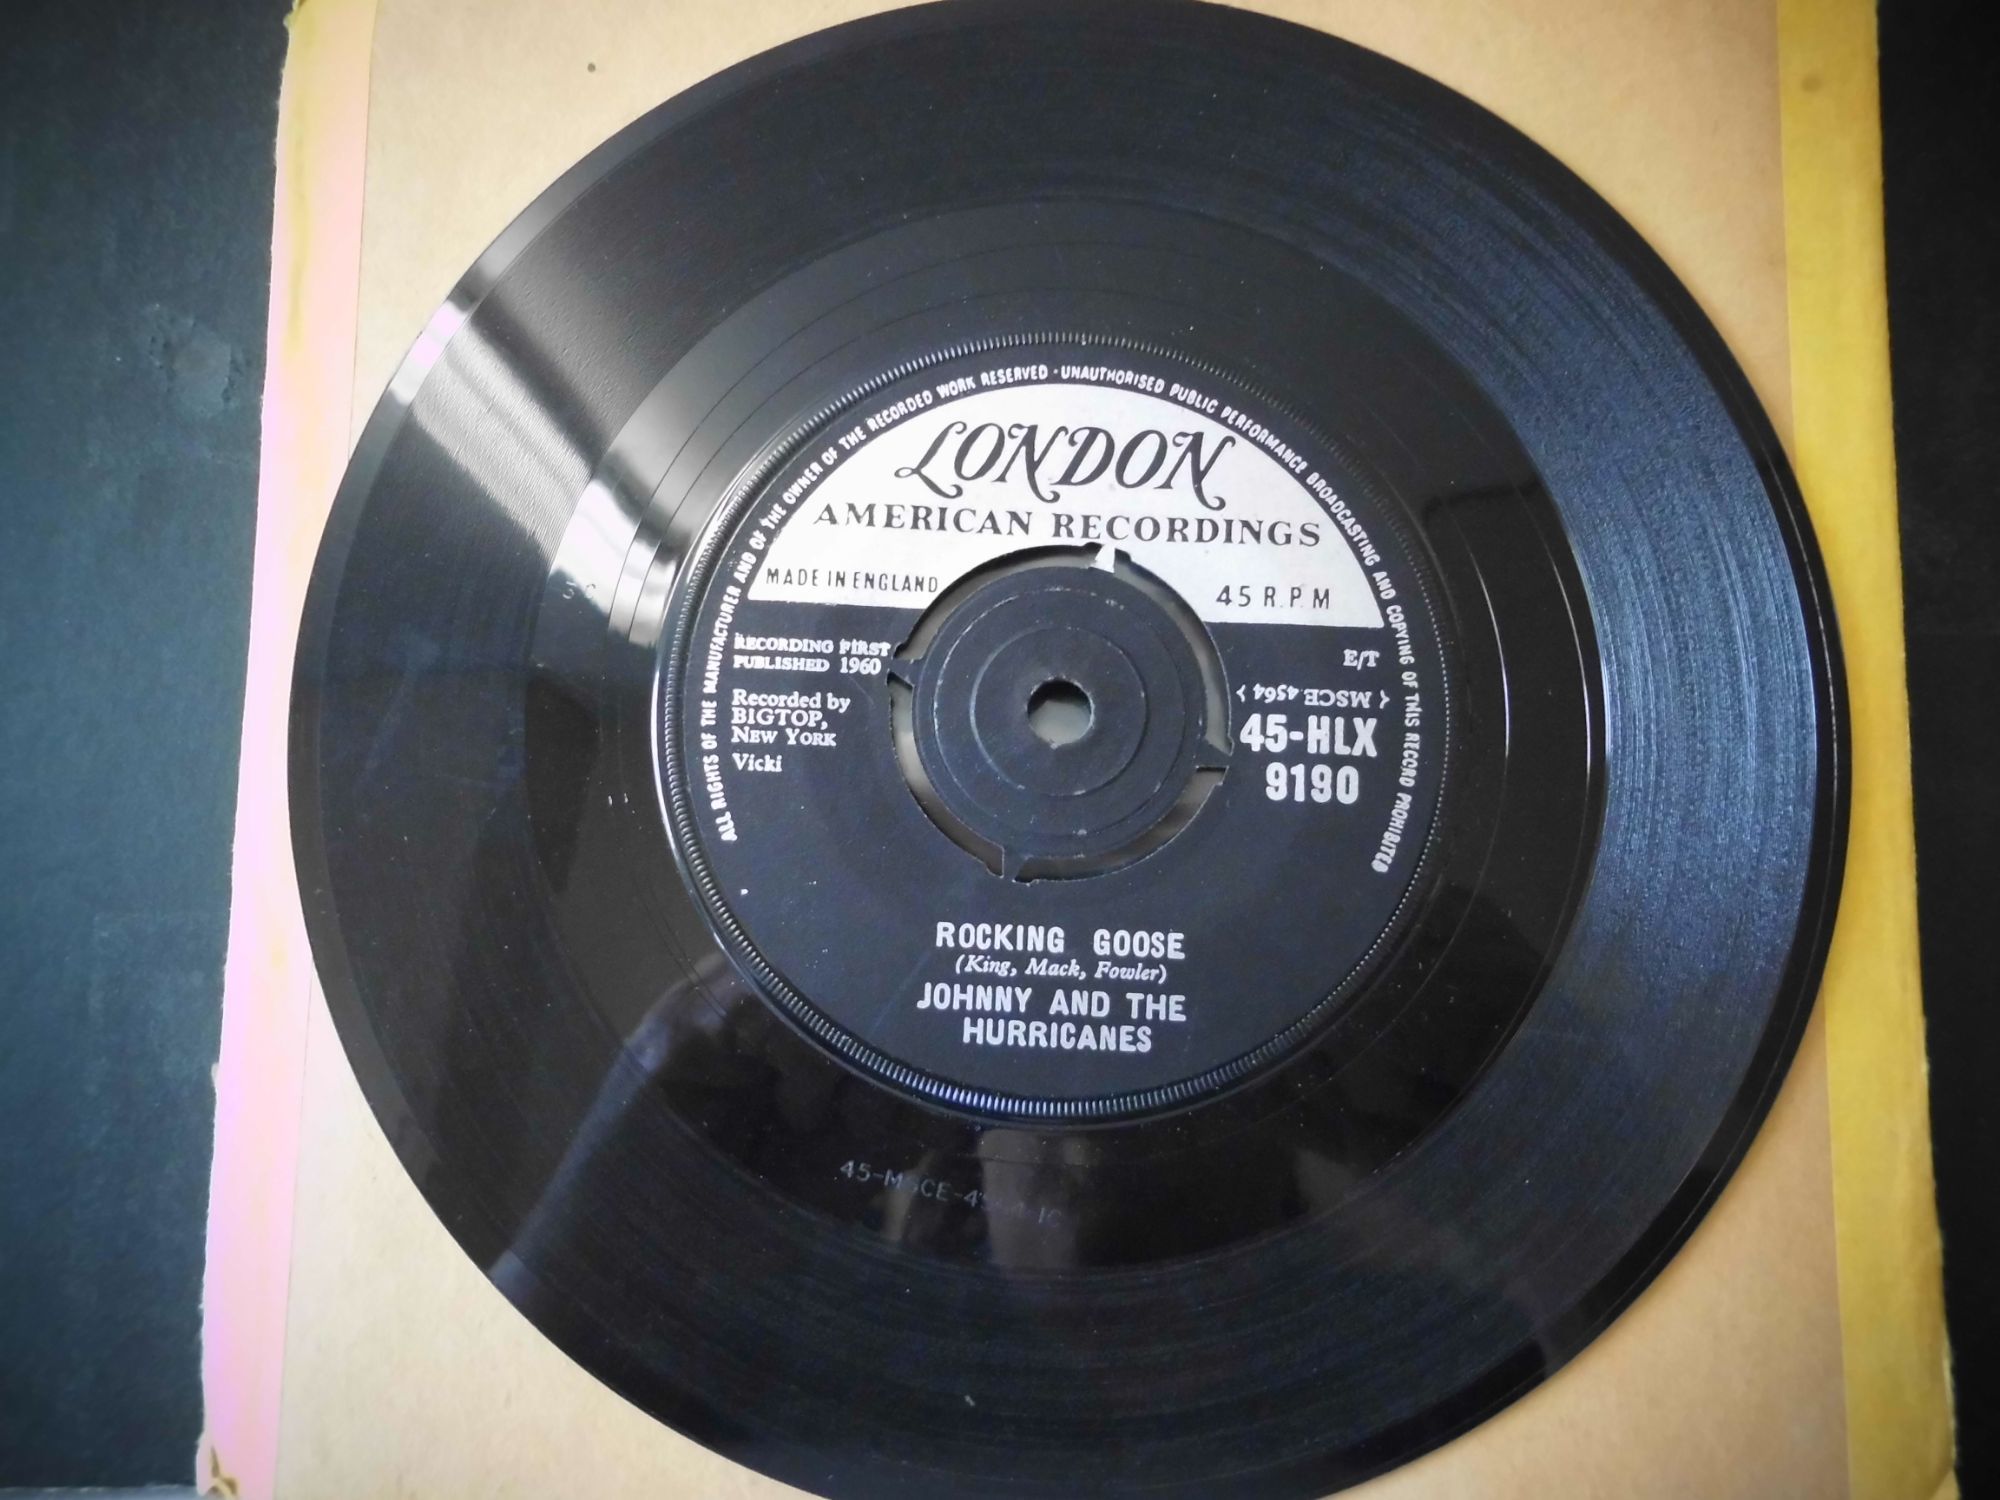 ALL RIGHTS OF THE MANUFACTURER AND OF THE OWNER OF THE RECORDED WORK RESERVED · UNAUTHORISED PUBLIC PERFORMANCE BROADCASTING AND COPYING OF THIS RECORD PROHIBITED
LONDON
AMERICAN RECORDINGS
MADE IN ENGLAND
45 R.P.M
RECORDING FIRST
PUBLISHED 1960
Recorded by
BIGTOP,
NEW YORK
Vicki
E/T
MSCE 4564
45-HLX
9190
ROCKING GOOSE
(King, Mack, Fowler)
JOHNNY AND THE
HURRICANES